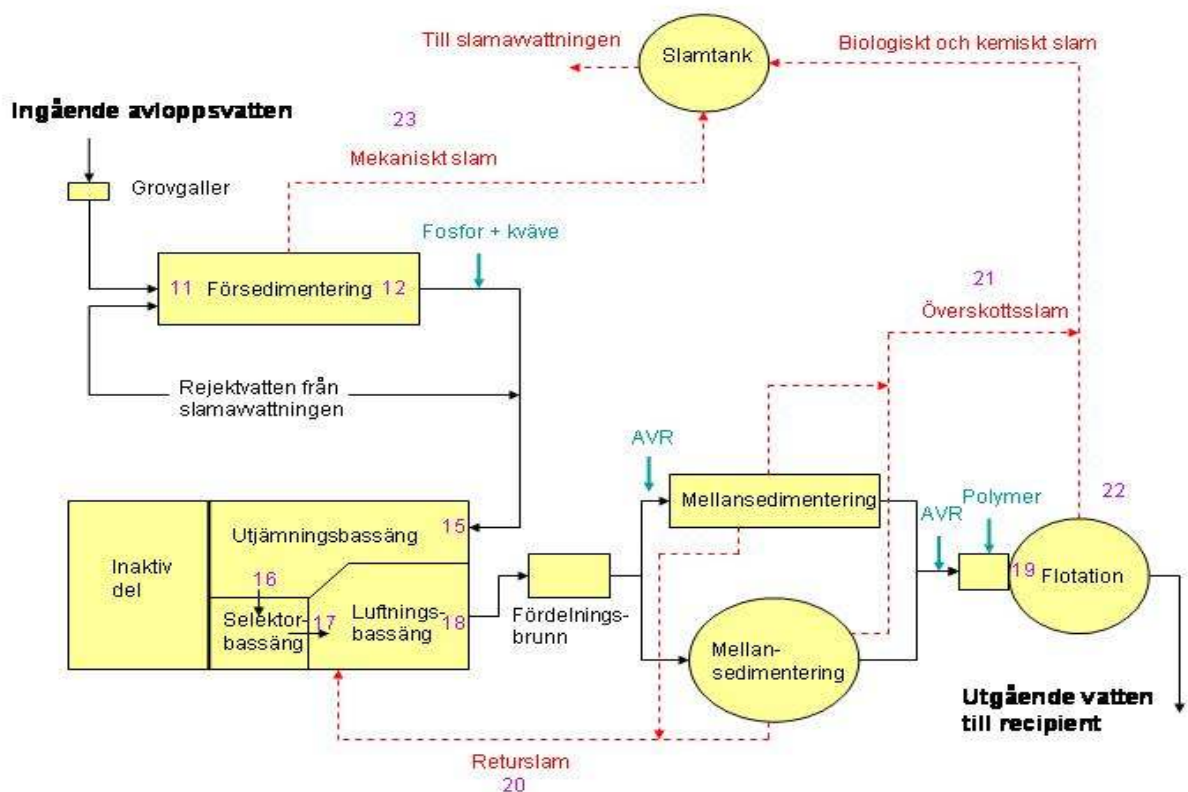 Till slamavvattningen
Slamtank
Biologiskt och kemiskt slam
Ingående avloppsvatten
23
Mekaniskt slam
Grovgaller
Fosfor + kväve
11 Försedimentering 12
21
Överskottsslam
Rejektvatten från
slamavvattningen
AVR
Mellansedimentering
22
Polymer
AVR
Utjämningsbassäng 15
Inaktiv
del
16
Selektor-
bassäng
17
Luftnings-
bassäng
18
Fördelnings-
brunn
19 Flotation
Mellan-
sedimentering
Utgående vatten
till recipient
Returslam
20